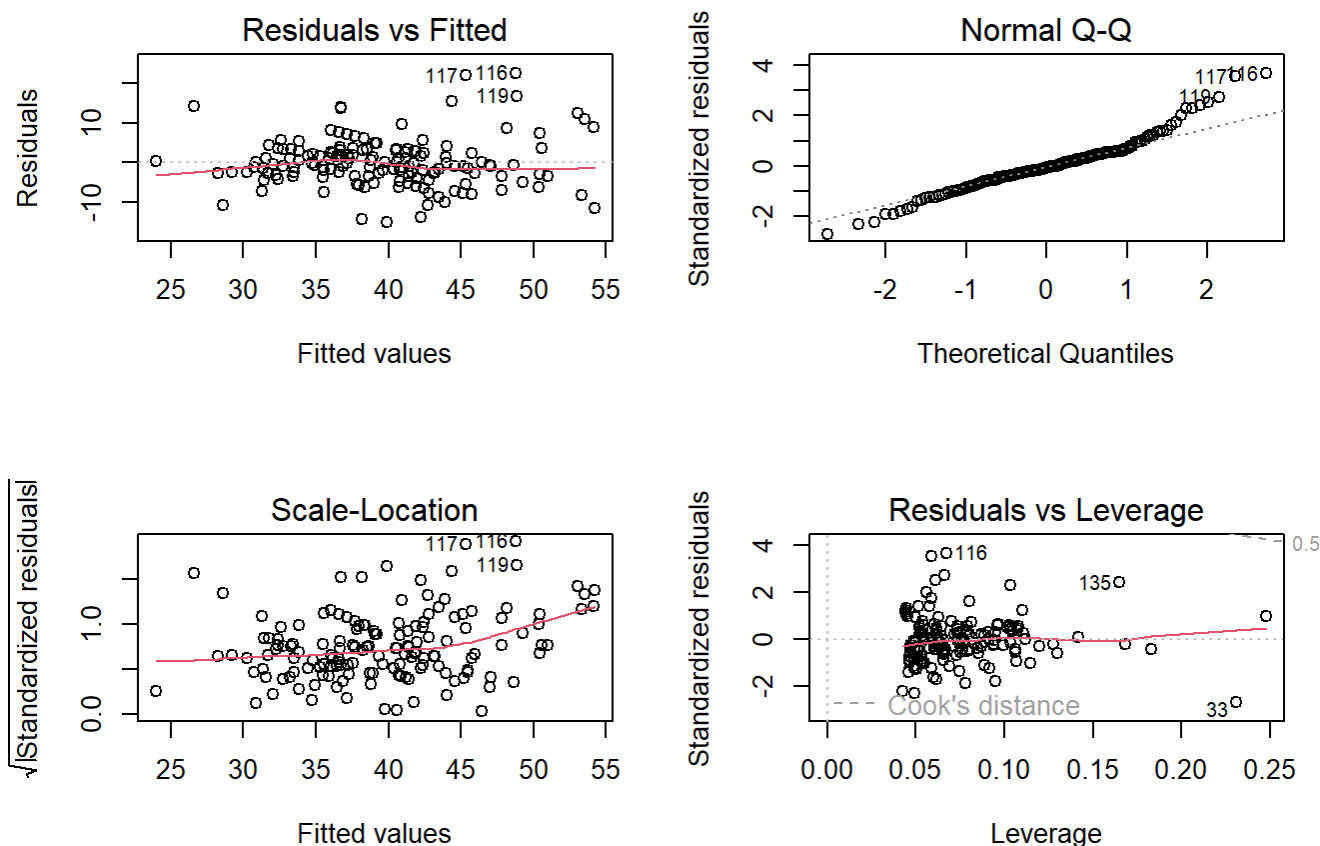 Residuals vs Fitted
Residuals
10
-10
117
116
119
25 30 35 40 45 50 55
Fitted values
Normal Q-Q
Standardized residuals
4
2
0
-2
117
116
119
-2 -1 0 1 2
Theoretical Quantiles
Scale-Location
√|Standardized residuals|
1.0
0.0
117
116
119
25 30 35 40 45 50 55
Fitted values
Residuals vs Leverage
Standardized residuals
4
2
0
-2
0.5
116
135
33
Cook's distance
0.00 0.05 0.10 0.15 0.20 0.25
Leverage